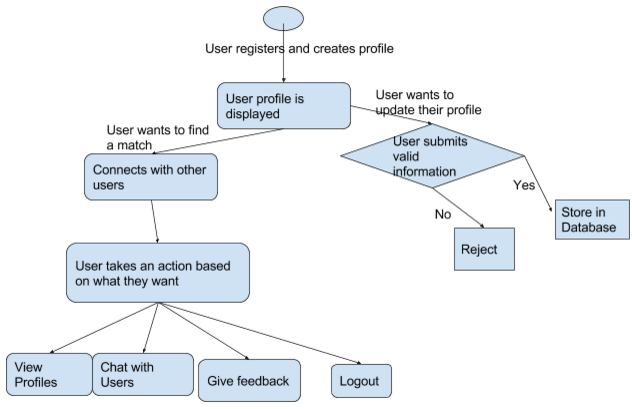 User registers and creates profile
User profile is
displayed
User wants to
update their profile
User wants to find
a match
User submits
valid
information
Connects with other
users
Yes
No
Store in
Database
Reject
User takes an action based
on what they want
View
Profiles
Chat with
Users
Give feedback
Logout